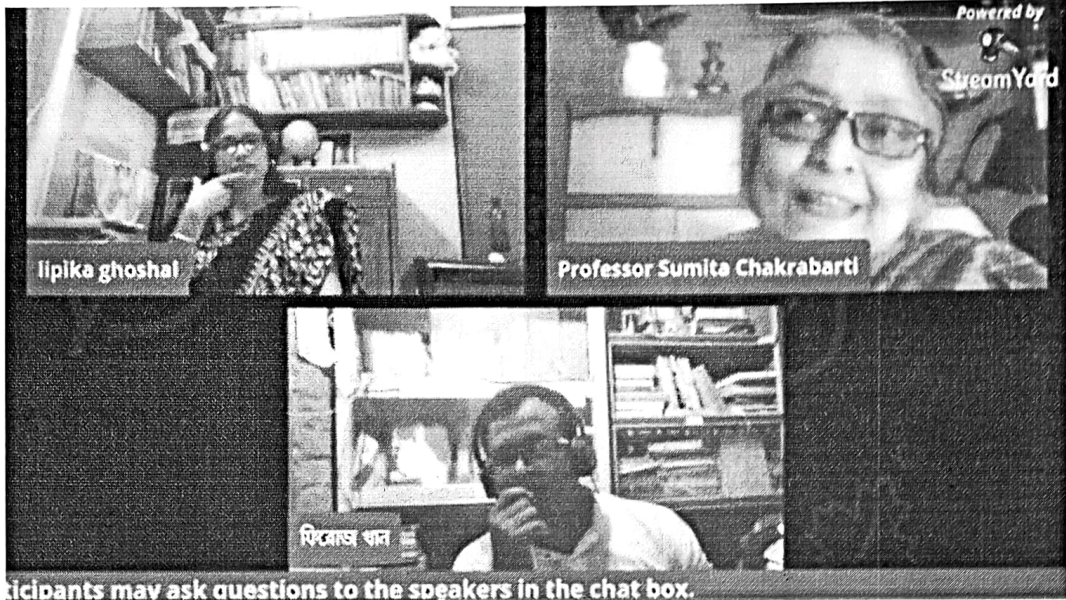 Powered by
StreamYard
lipika ghoshal
Professor Sumita Chakrabarti
ফিরোজ খান
ticipants may ask questions to the speakers in the chat box.